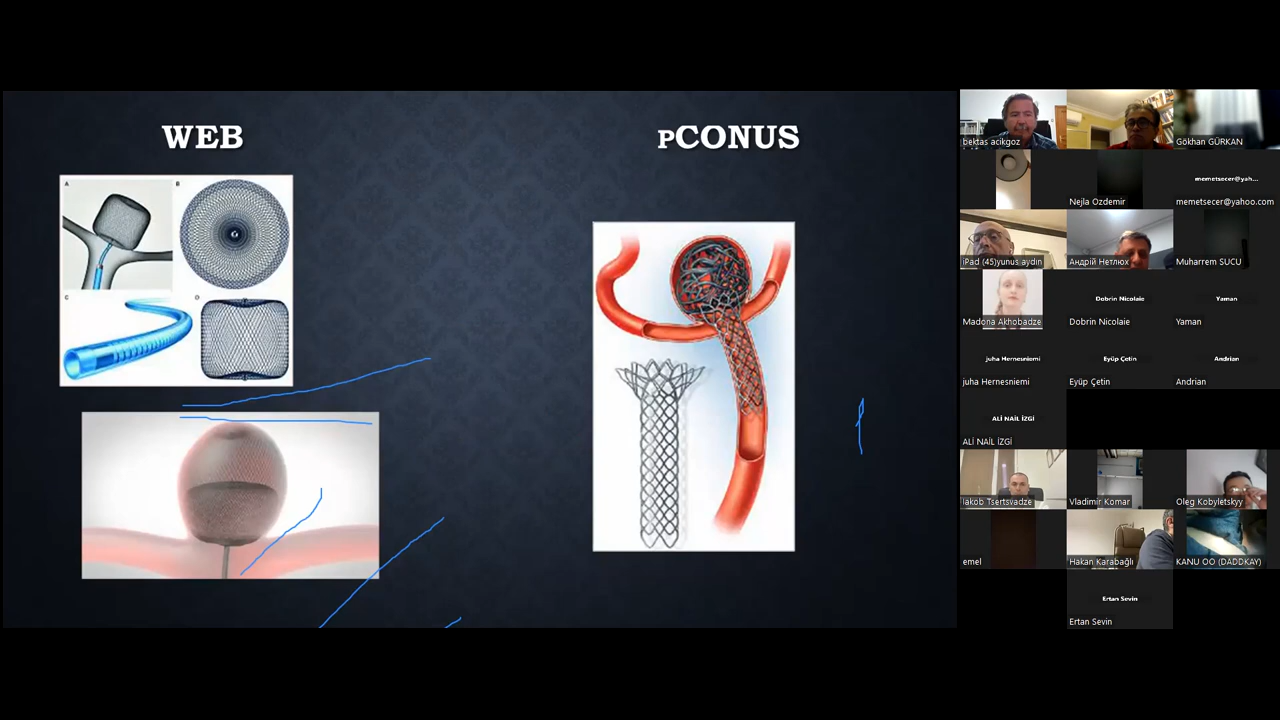 WEB
PCONUS
A
B
C
D
bektas acikgoz
Gökhan GÜRKAN
Nejla Ozdemir
memetsecer@yah...
memetsecer@yahoo.com
iPad (45)yunus aydın
Андрій Нетлюх
Muharrem SUCU
Madona Akhobadze
Dobrin Nicolaie
Dobrin Nicolaie
Yaman
Yaman
juha Hernesniemi
juha Hernesniemi
Eyüp Çetin
Eyüp Çetin
Andrian
Andrian
ALİ NAİL İZGİ
ALİ NAİL İZGİ
Iakob Tsertsvadze
Vladimir Komar
Oleg Kobyletskyy
emel
Hakan Karabağlı
KANU OO (DADDKAY)
Ertan Sevin
Ertan Sevin